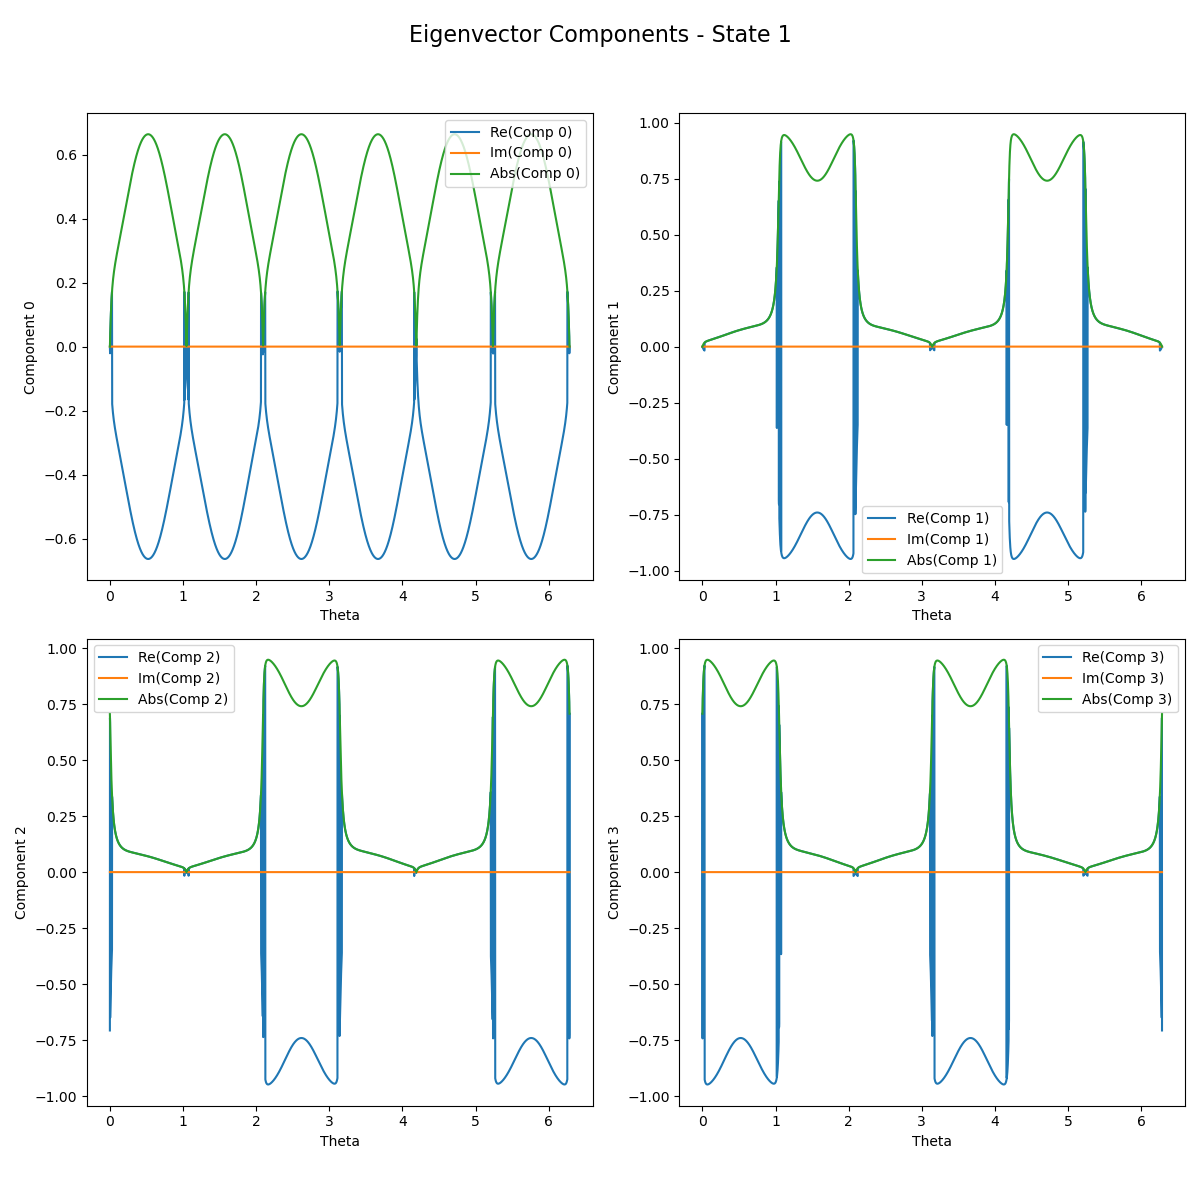 Eigenvector Components - State 1
Re(Comp 0)
Im(Comp 0)
Abs(Comp 0)
0.6
0.4
0.2
0.0
−0.2
−0.4
−0.6
Component 0
0 1 2 3 4 5 6
Theta
1.00
0.75
0.50
0.25
0.00
−0.25
−0.50
−0.75
−1.00
Component 1
Re(Comp 1)
Im(Comp 1)
Abs(Comp 1)
0 1 2 3 4 5 6
Theta
Re(Comp 2)
Im(Comp 2)
Abs(Comp 2)
1.00
0.75
0.50
0.25
0.00
−0.25
−0.50
−0.75
−1.00
Component 2
0 1 2 3 4 5 6
Theta
Re(Comp 3)
Im(Comp 3)
Abs(Comp 3)
1.00
0.75
0.50
0.25
0.00
−0.25
−0.50
−0.75
−1.00
Component 3
0 1 2 3 4 5 6
Theta